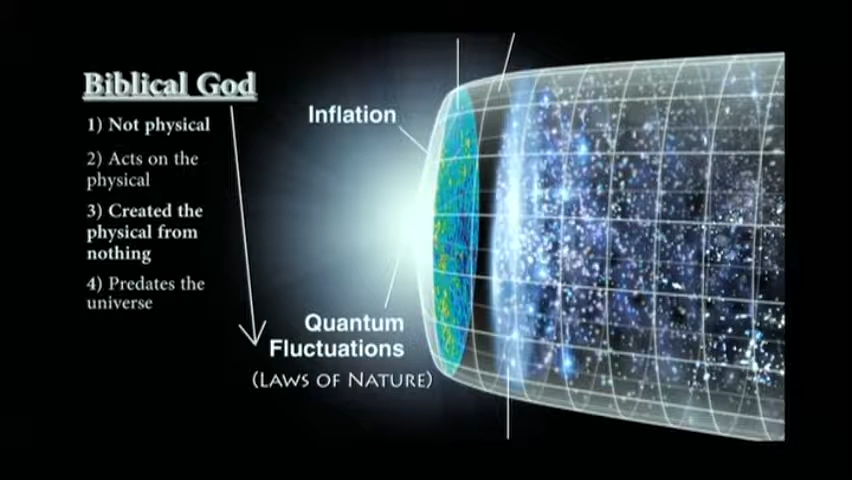 Biblical God
1) Not physical
2) Acts on the
physical
3) Created the
physical from
nothing
4) Predates the
universe
Inflation
Quantum
Fluctuations
(Laws of Nature)